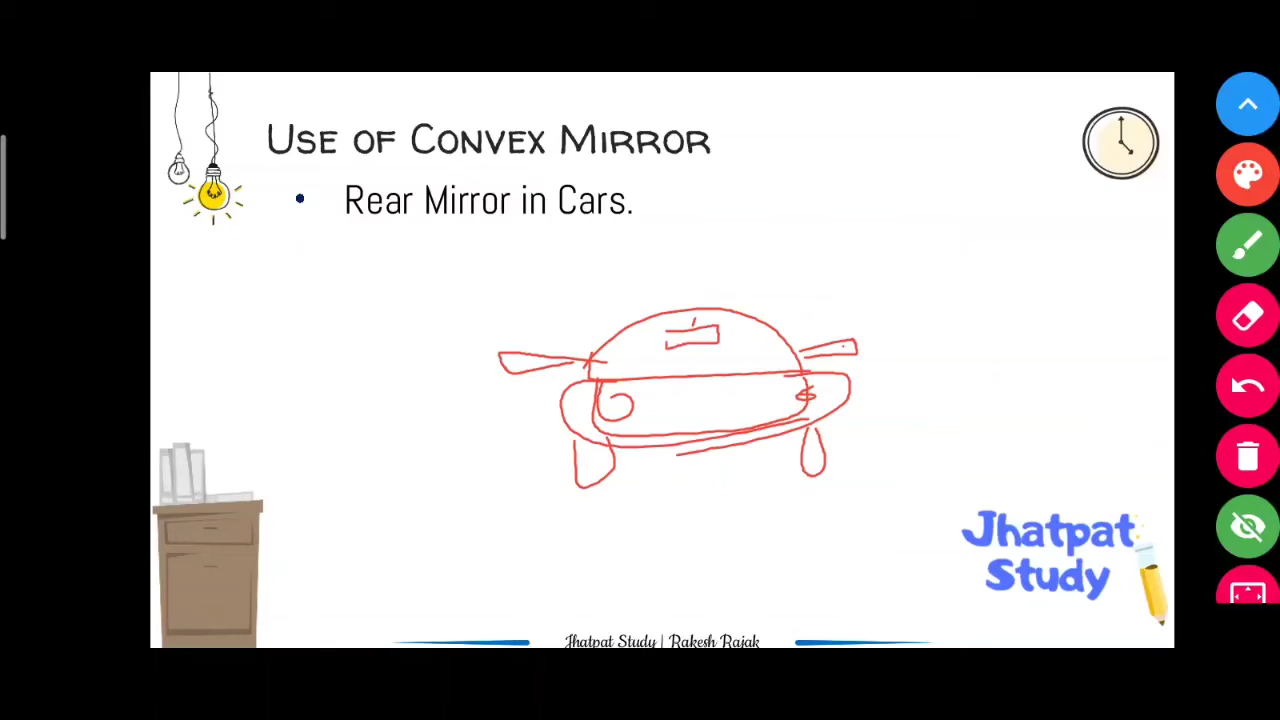 Use of Convex Mirror
• Rear Mirror in Cars.
Jhatpat
Study
Jhatpat Study | Rakesh Rajak